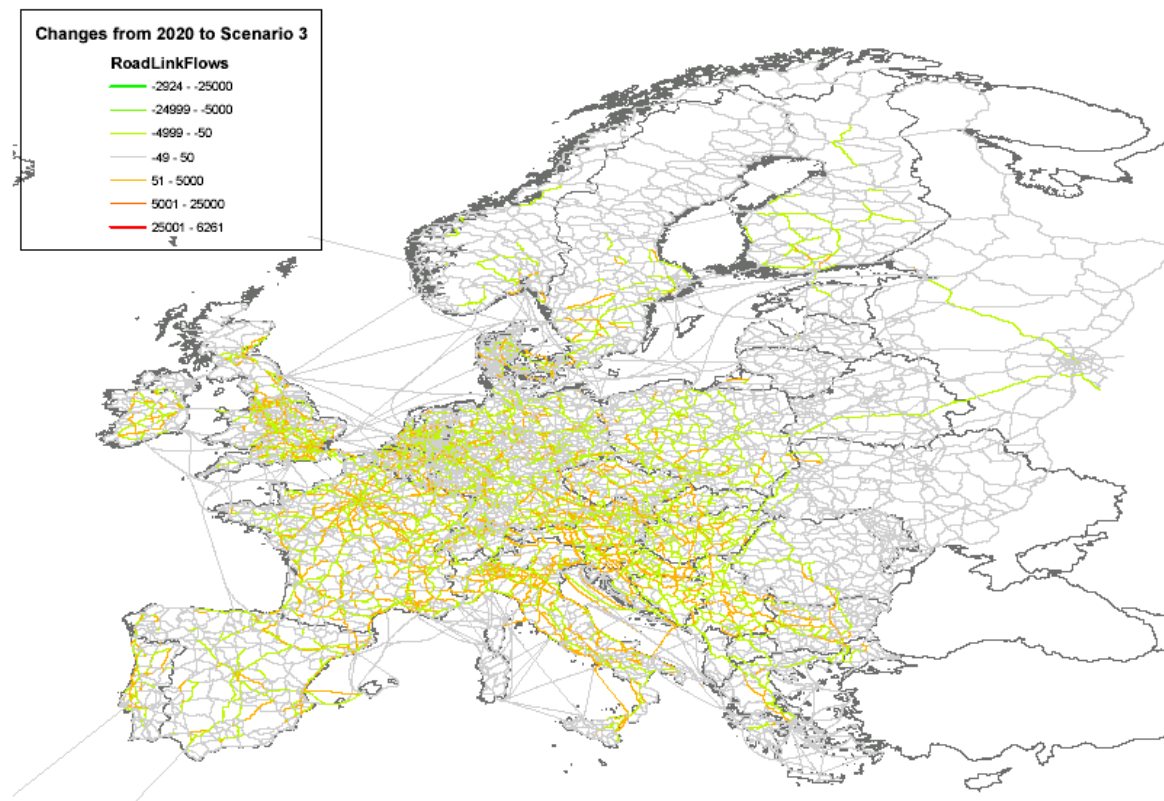 Changes from 2020 to Scenario 3
RoadLinkFlows
-2924 - -25000
-24999 - -5000
-4999 - -50
-49 - 50
51 - 5000
5001 - 25000
25001 - 6261